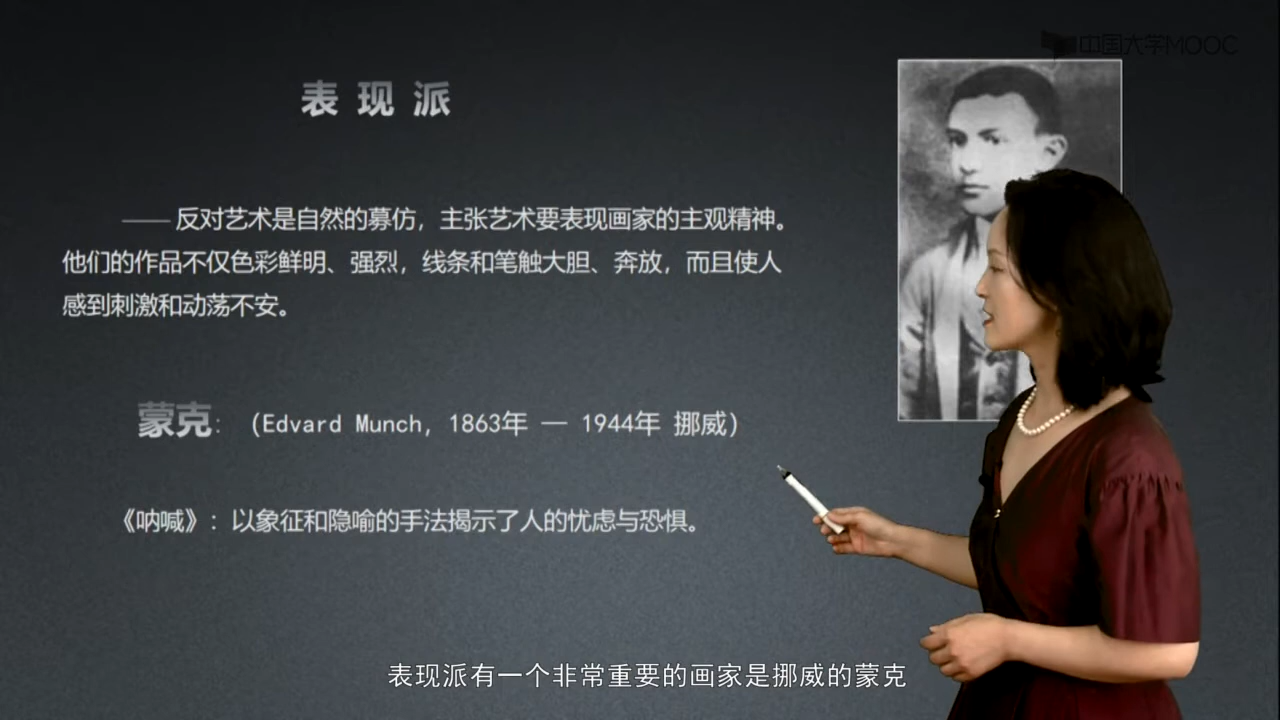 中国大学MOOC
表现派
——反对艺术是自然的摹仿，主张艺术要表现画家的主观精神。
他们的作品不仅色彩鲜明、强烈，线条和笔触大胆、奔放，而且使人
感到刺激和动荡不安。
蒙克：（Edvard Munch, 1863年 — 1944年 挪威）
《呐喊》：以象征和隐喻的手法揭示了人的忧虑与恐惧。
表现派有一个非常重要的画家是挪威的蒙克